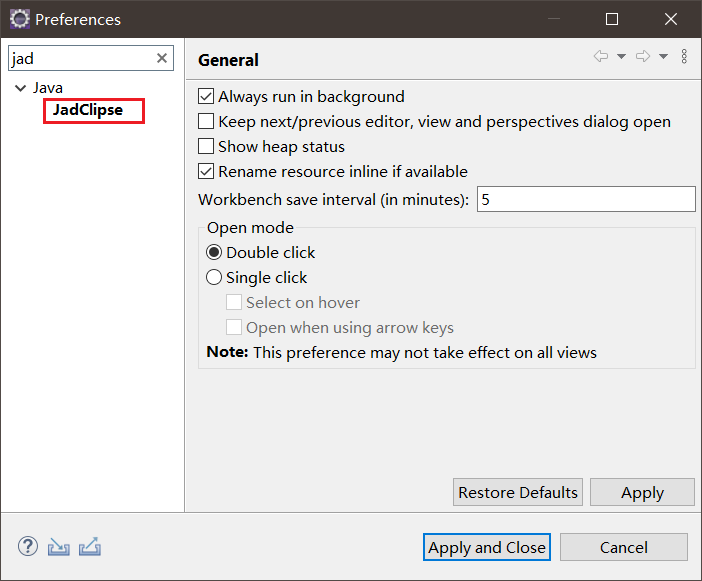 Preferences
jad
General
Java
JadClipse
Always run in background
Keep next/previous editor, view and perspectives dialog open
Show heap status
Rename resource inline if available
Workbench save interval (in minutes): 5
Open mode
Double click
Single click
Select on hover
Open when using arrow keys
Note: This preference may not take effect on all views
Restore Defaults Apply
Apply and Close Cancel